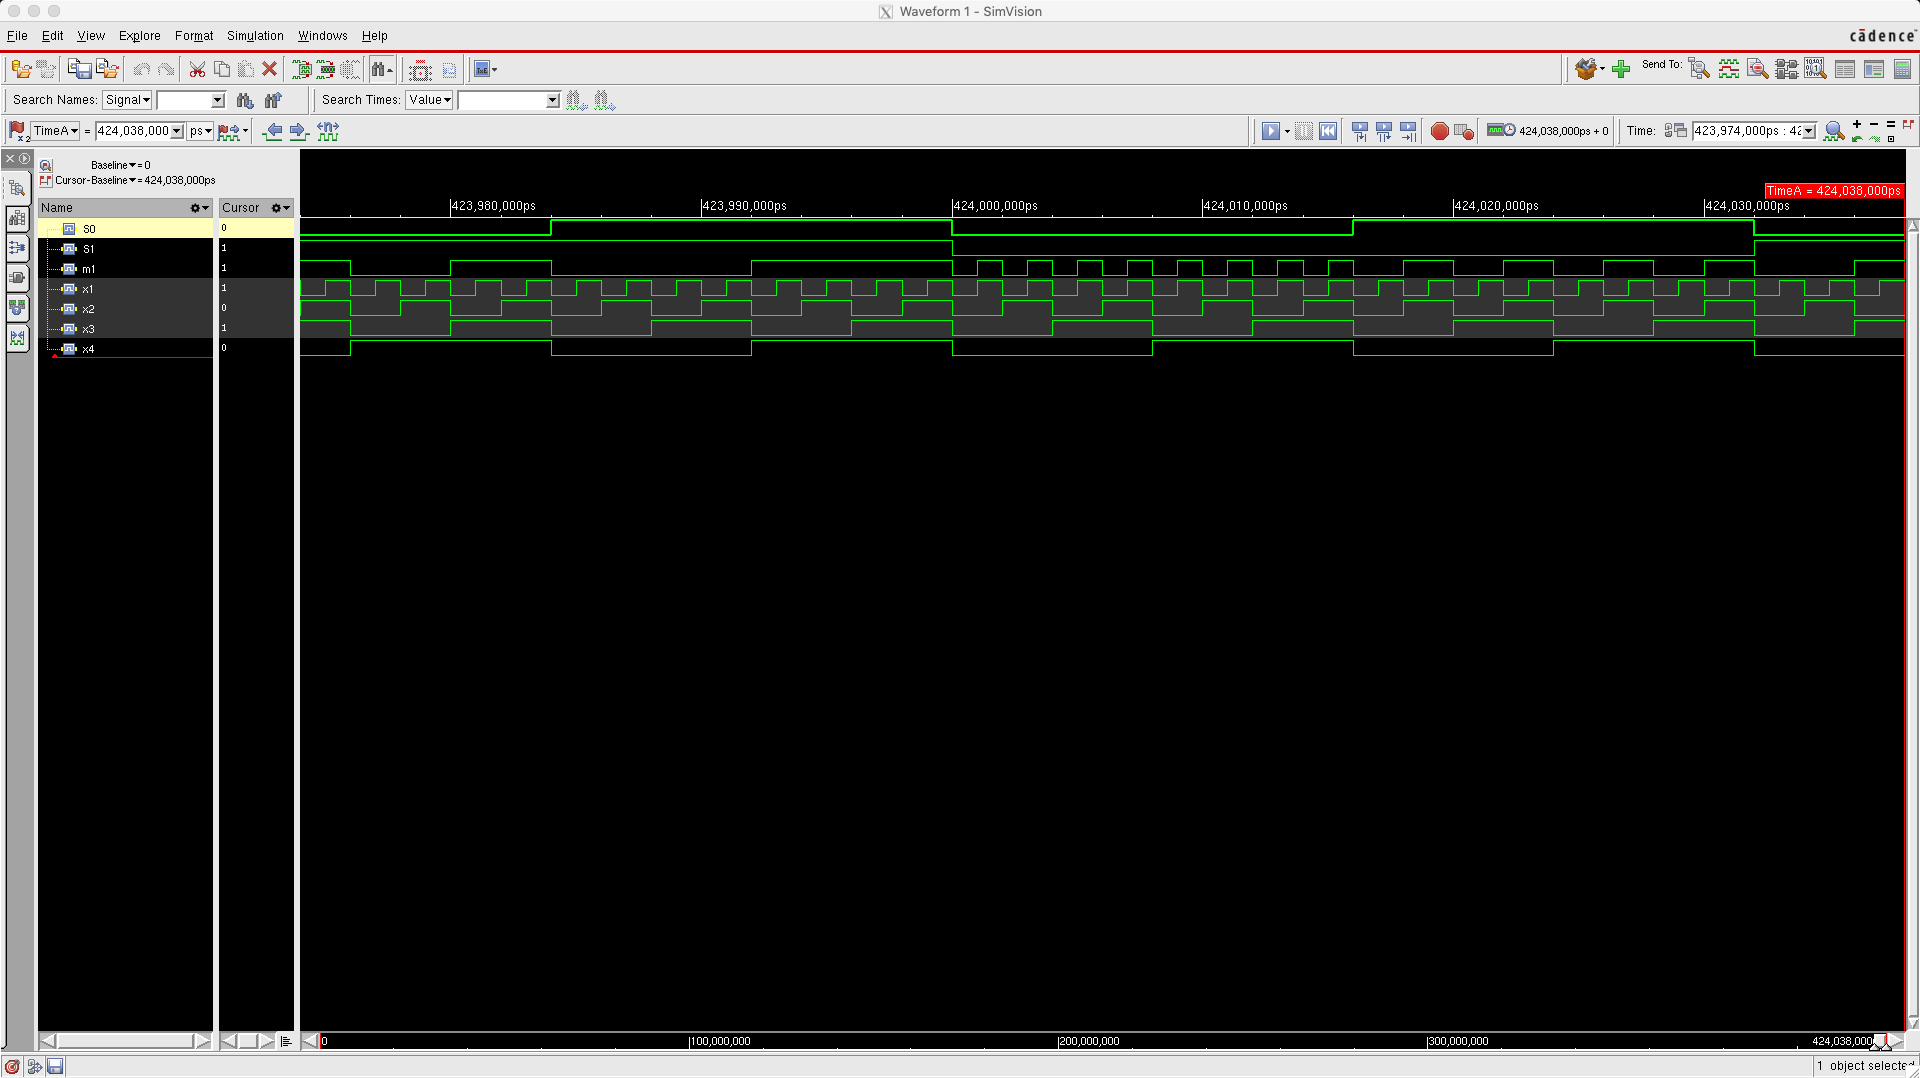 Waveform 1 - SimVision
File Edit View Explore Format Simulation Windows Help
cādence
Send To:
Search Names: Signal Search Times: Value
TimeA = 424,038,000 ps 424,038,000ps + 0 Time: 423,974,000ps : 42
Baseline = 0
Cursor-Baseline = 424,038,000ps
TimeA = 424,038,000ps
Name Cursor 423,980,000ps 423,990,000ps 424,000,000ps 424,010,000ps 424,020,000ps 424,030,000ps
S0 0
S1 1
m1 1
x1 1
x2 0
x3 1
x4 0
0 100,000,000 200,000,000 300,000,000 424,038,000
1 object selected